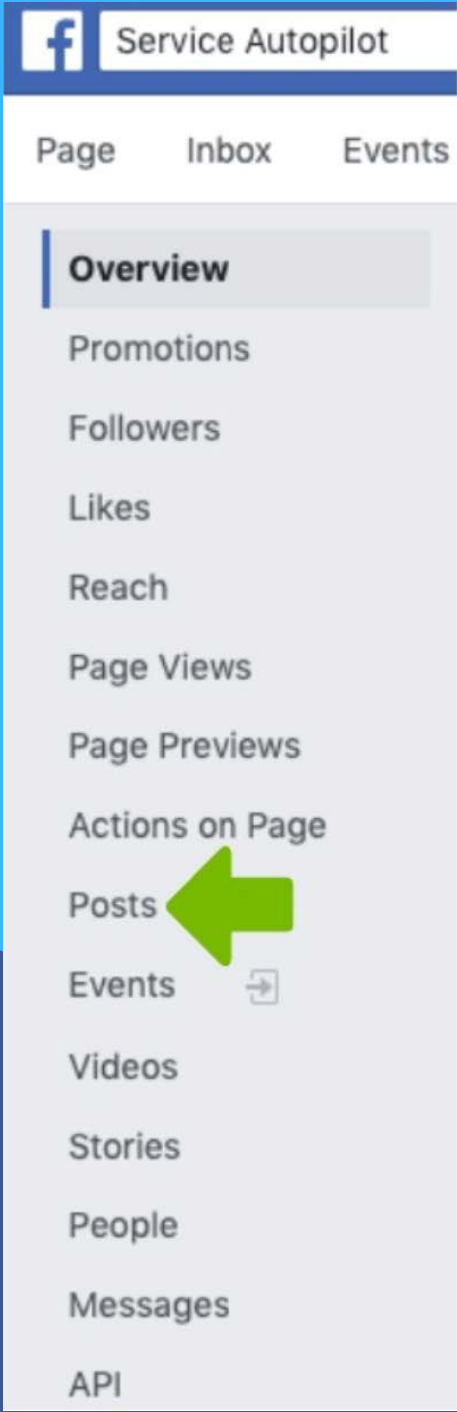 f Service Autopilot
Page Inbox Events
Overview
Promotions
Followers
Likes
Reach
Page Views
Page Previews
Actions on Page
Posts
Events
Videos
Stories
People
Messages
API